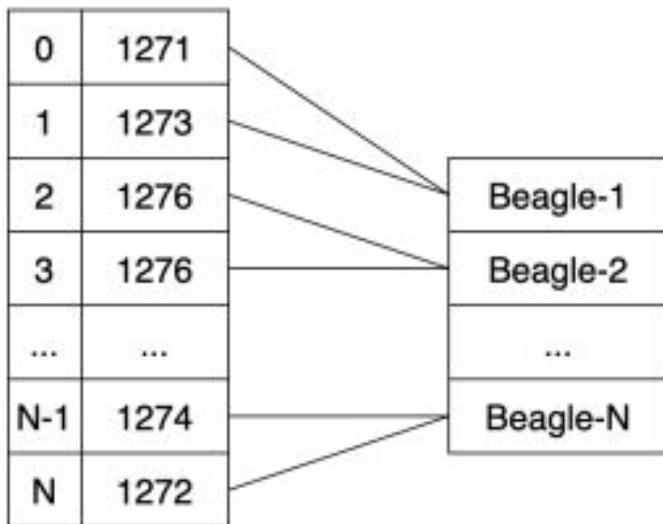 0 1271
1 1273
2 1276 Beagle-1
3 1276 Beagle-2
... ... ...
N-1 1274 Beagle-N
N 1272